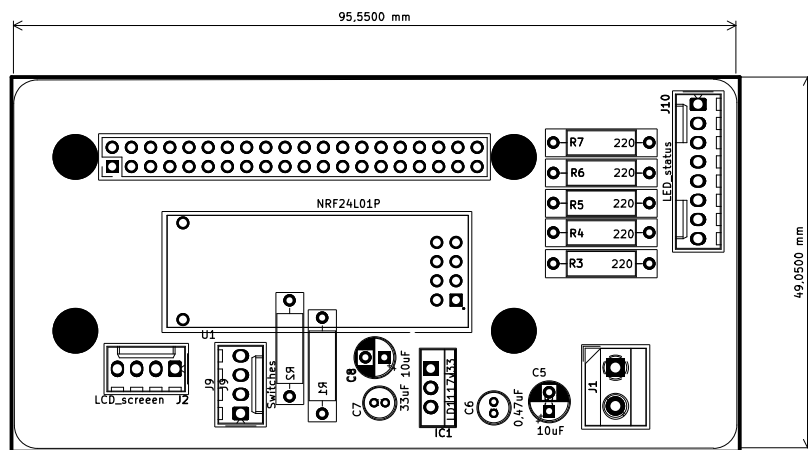 95,5500 mm
J10
R7 220
R6 220
LED_status
R5 220
NRF24L01P
R4 220
R3 220
49,0500 mm
U1
C8
10uF
LD1117V33
R2
R1
J9
J9
Switches
LCD_screeen
J2
C7
33uF
C6
0,47uF
C5
J1
IC1
10uF